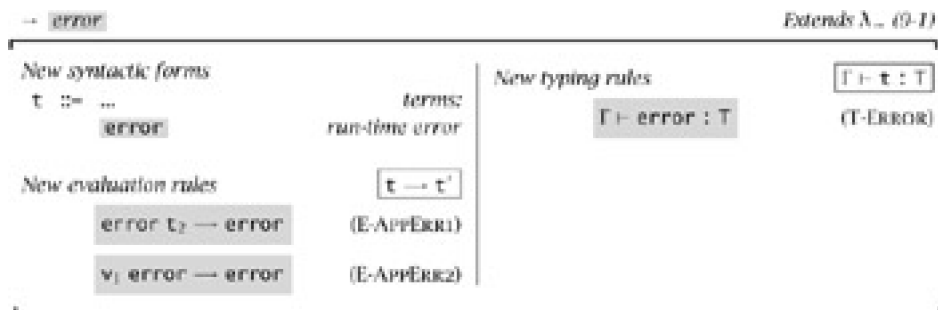 → error
Extends λ→ (9-1)
New syntactic forms
t ::= ...
terms:
error
run-time error
New evaluation rules
t → t′
error t₂ → error
(E-APPERR1)
v₁ error → error
(E-APPERR2)
New typing rules
Γ ⊢ t : T
Γ ⊢ error : T
(T-ERROR)